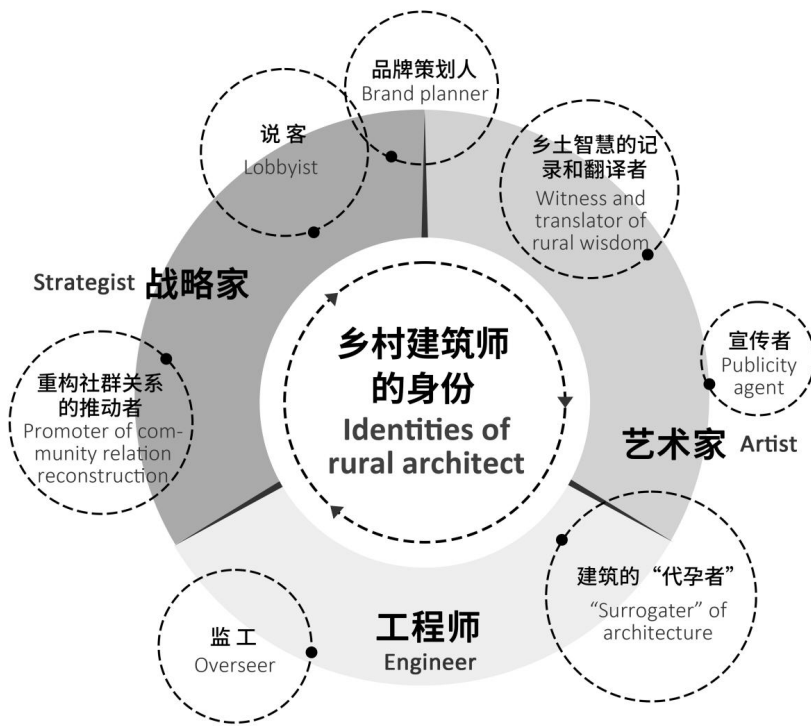 品牌策划人
Brand planner
说 客
Lobbyist
乡土智慧的记
录和翻译者
Witness and
translator of
rural wisdom
Strategist 战略家
乡村建筑师
的身份
Identities of
rural architect
宣传者
Publicity
agent
重构社群关系
的推动者
Promoter of com-
munity relation
reconstruction
艺术家 Artist
建筑的“代孕者”
“Surrogater” of
architecture
工程师
Engineer
监 工
Overseer